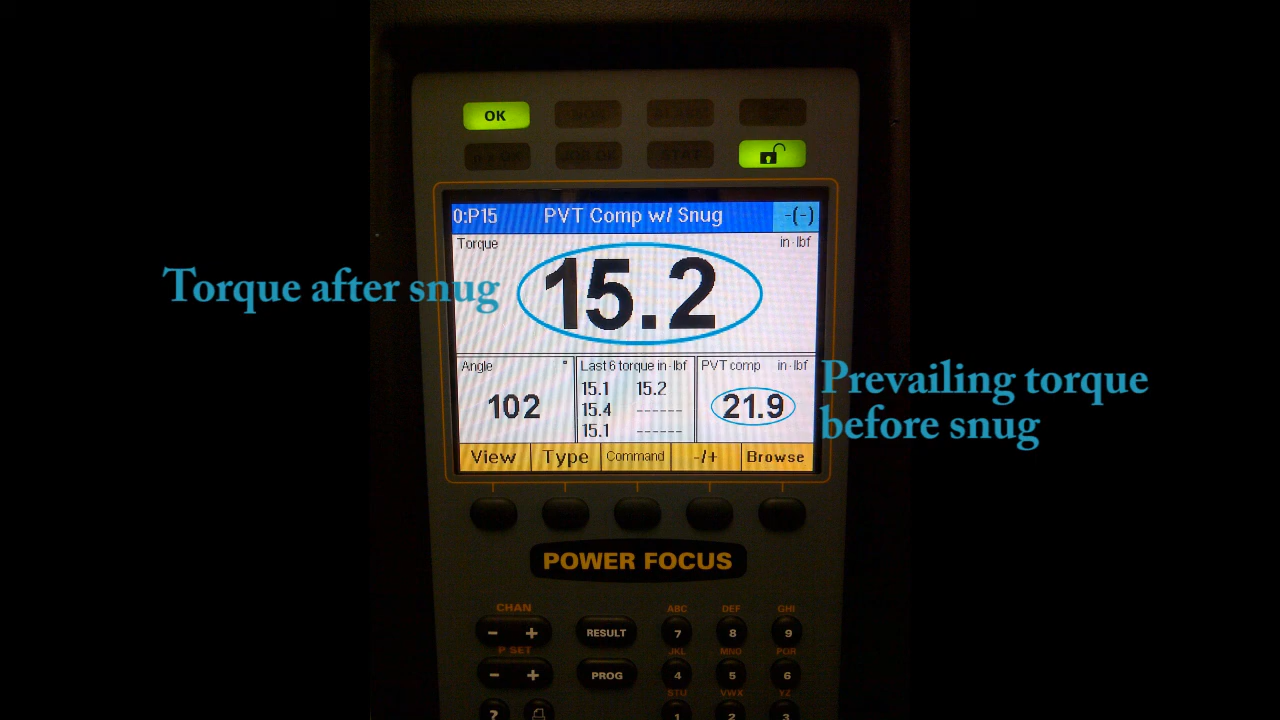 OK
0:P15 PVT Comp w/ Snug -(-)
Torque in·lbf
15.2
Torque after snug
Angle °
102
Last 6 torque in·lbf
15.1 15.2
15.4 ------
15.1 ------
PVT comp in·lbf
21.9
Prevailing torque
before snug
View Type Command -/+ Browse
POWER FOCUS
CHAN
- +
RESULT
ABC DEF GHI
7 8 9
P SET
- +
PROG
JKL MNO PQR
4 5 6
STU VWX YZ
?
1 2 3